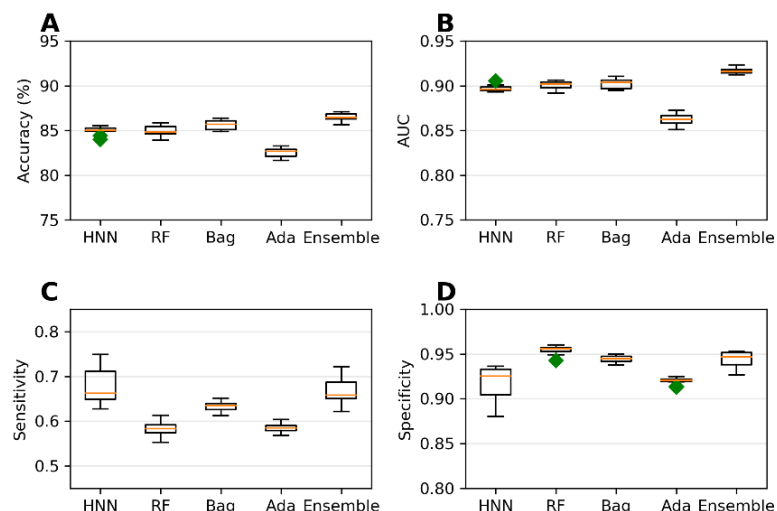 A
Accuracy (%)
95
90
85
80
75
HNN RF Bag Ada Ensemble
B
AUC
0.95
0.90
0.85
0.80
0.75
HNN RF Bag Ada Ensemble
C
Sensitivity
0.8
0.7
0.6
0.5
HNN RF Bag Ada Ensemble
D
Specificity
1.00
0.95
0.90
0.85
0.80
HNN RF Bag Ada Ensemble